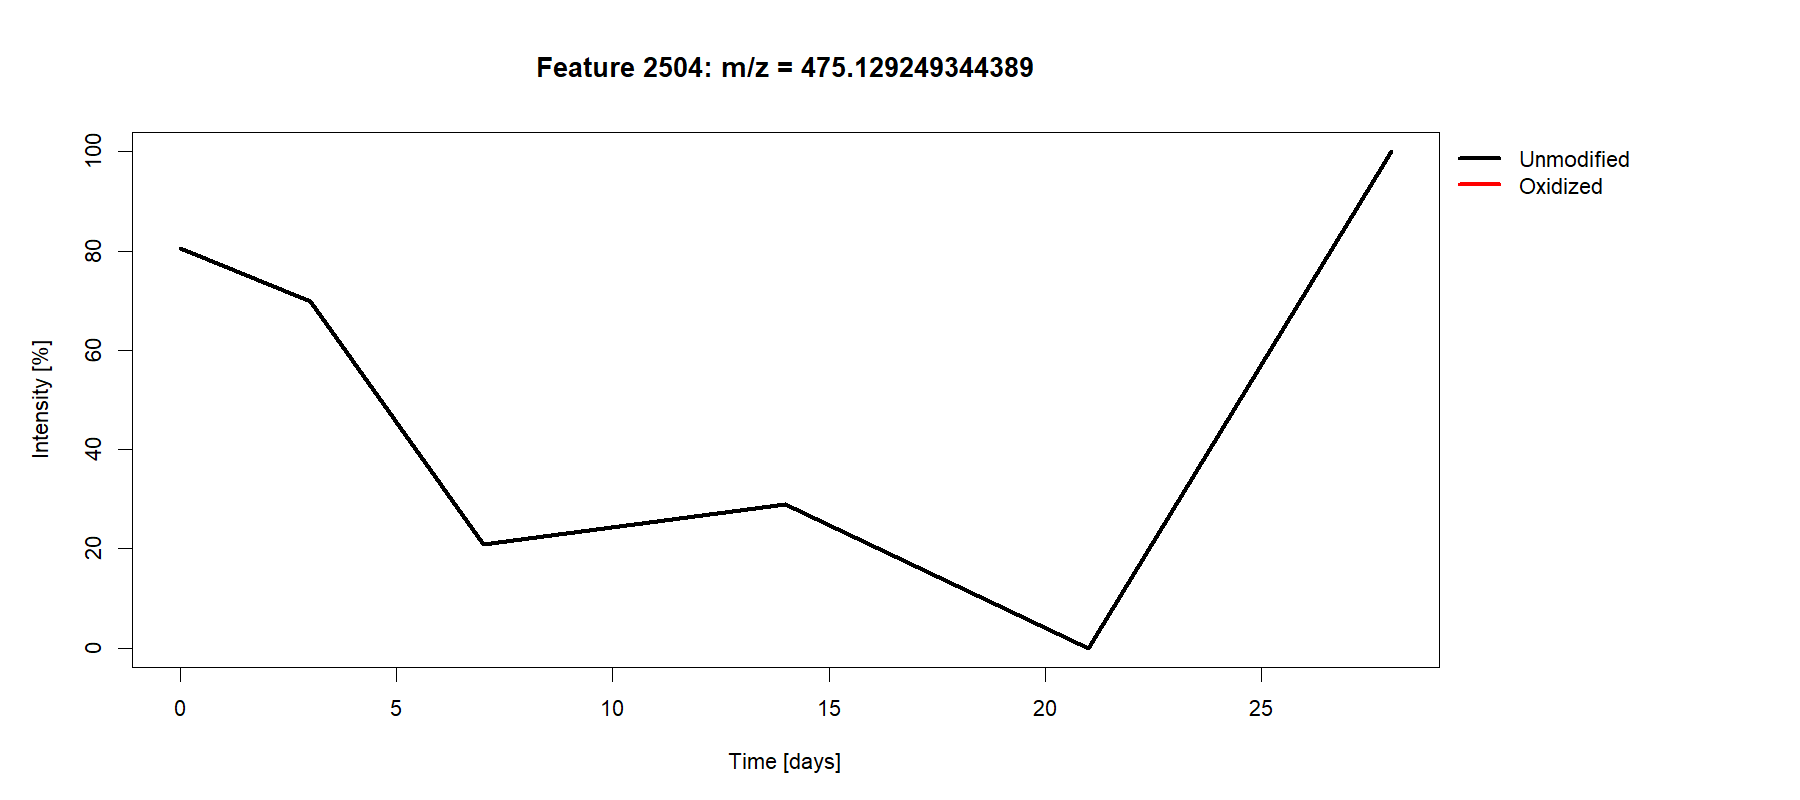 Feature 2504: m/z = 475.129249344389
Unmodified
Oxidized
Intensity [%]
100
80
60
40
20
0
0 5 10 15 20 25
Time [days]